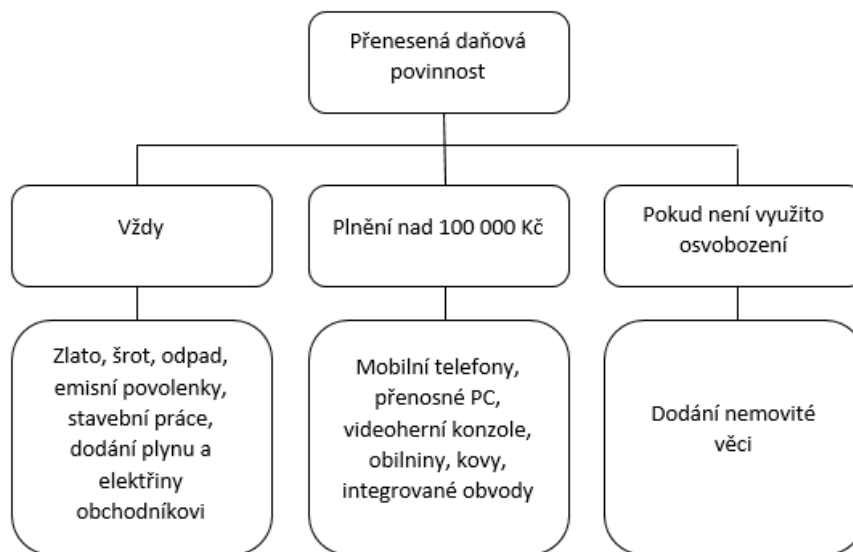 Přenesená daňová
povinnost
Vždy
Plnění nad 100 000 Kč
Pokud není využito
osvobození
Zlato, šrot, odpad,
emisní povolenky,
stavební práce,
dodání plynu a
elektřiny
obchodníkovi
Mobilní telefony,
přenosné PC,
videoherní konzole,
obilniny, kovy,
integrované obvody
Dodání nemovité
věci